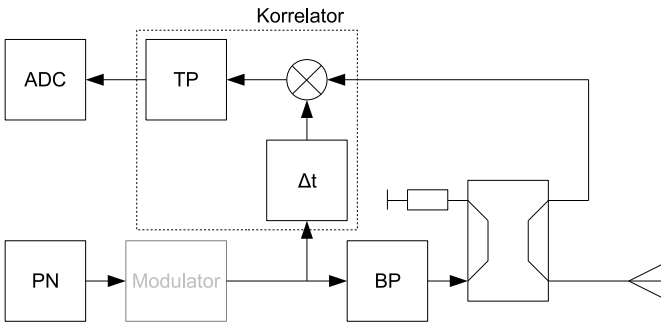 Korrelator
ADC
TP
Δt
PN
Modulator
BP